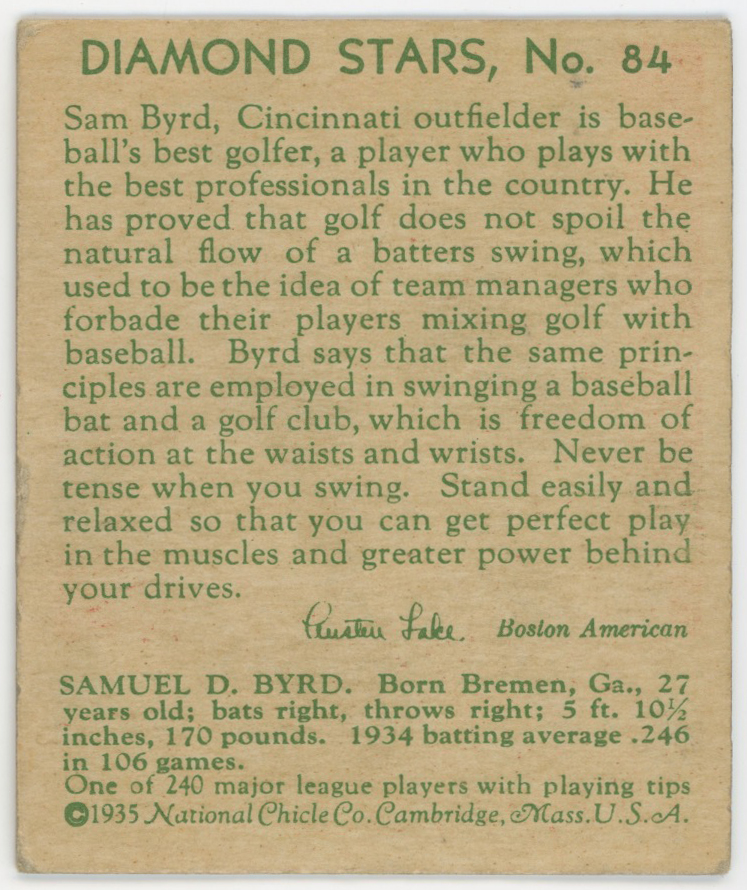 DIAMOND STARS, No. 84
Sam Byrd, Cincinnati outfielder is base-
ball's best golfer, a player who plays with
the best professionals in the country. He
has proved that golf does not spoil the
natural flow of a batters swing, which
used to be the idea of team managers who
forbade their players mixing golf with
baseball. Byrd says that the same prin-
ciples are employed in swinging a baseball
bat and a golf club, which is freedom of
action at the waists and wrists. Never be
tense when you swing. Stand easily and
relaxed so that you can get perfect play
in the muscles and greater power behind
your drives.
Austen Lake. Boston American
SAMUEL D. BYRD. Born Bremen, Ga., 27
years old; bats right, throws right; 5 ft. 10½
inches, 170 pounds. 1934 batting average .246
in 106 games.
One of 240 major league players with playing tips
©1935 National Chicle Co. Cambridge, Mass. U.S.A.